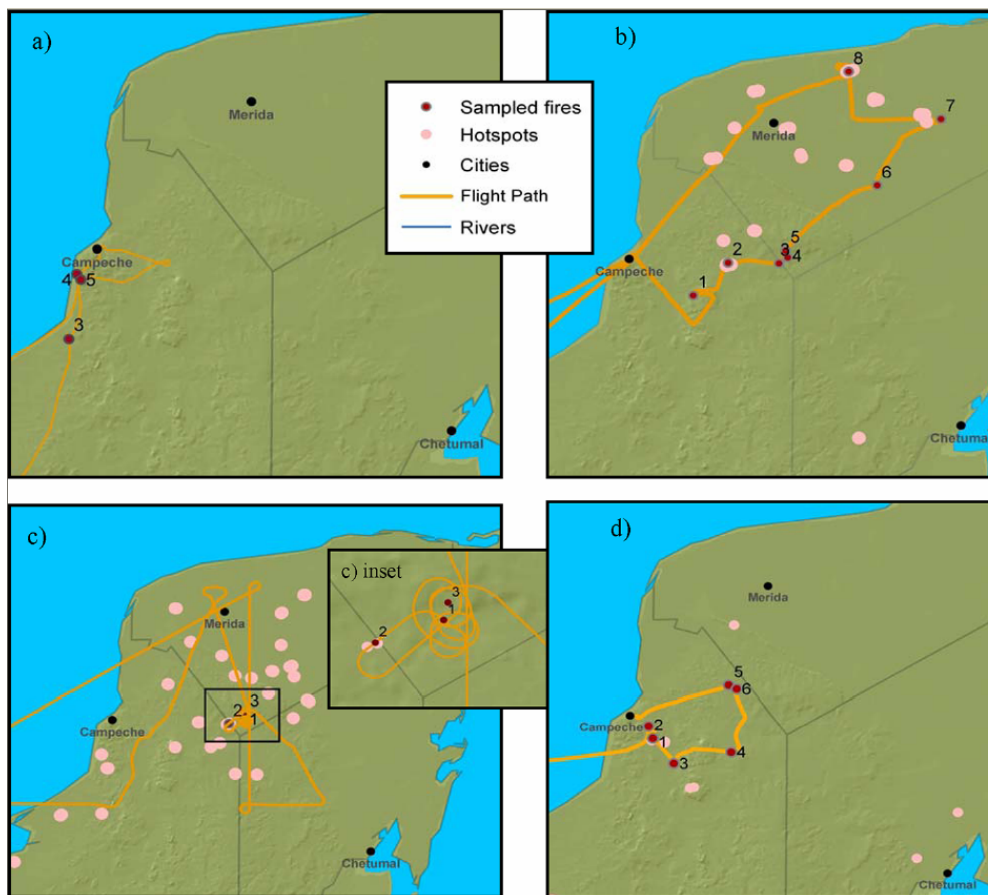 a)
Merida
Campeche
4
5
3
Chetumal
Sampled fires
Hotspots
Cities
Flight Path
Rivers
b)
8
7
Merida
6
5
3
4
2
Campeche
1
Chetumal
c)
Merida
3
2
1
Campeche
Chetumal
c) inset
3
1
2
d)
Merida
5
6
Campeche
2
1
3
4
Chetumal